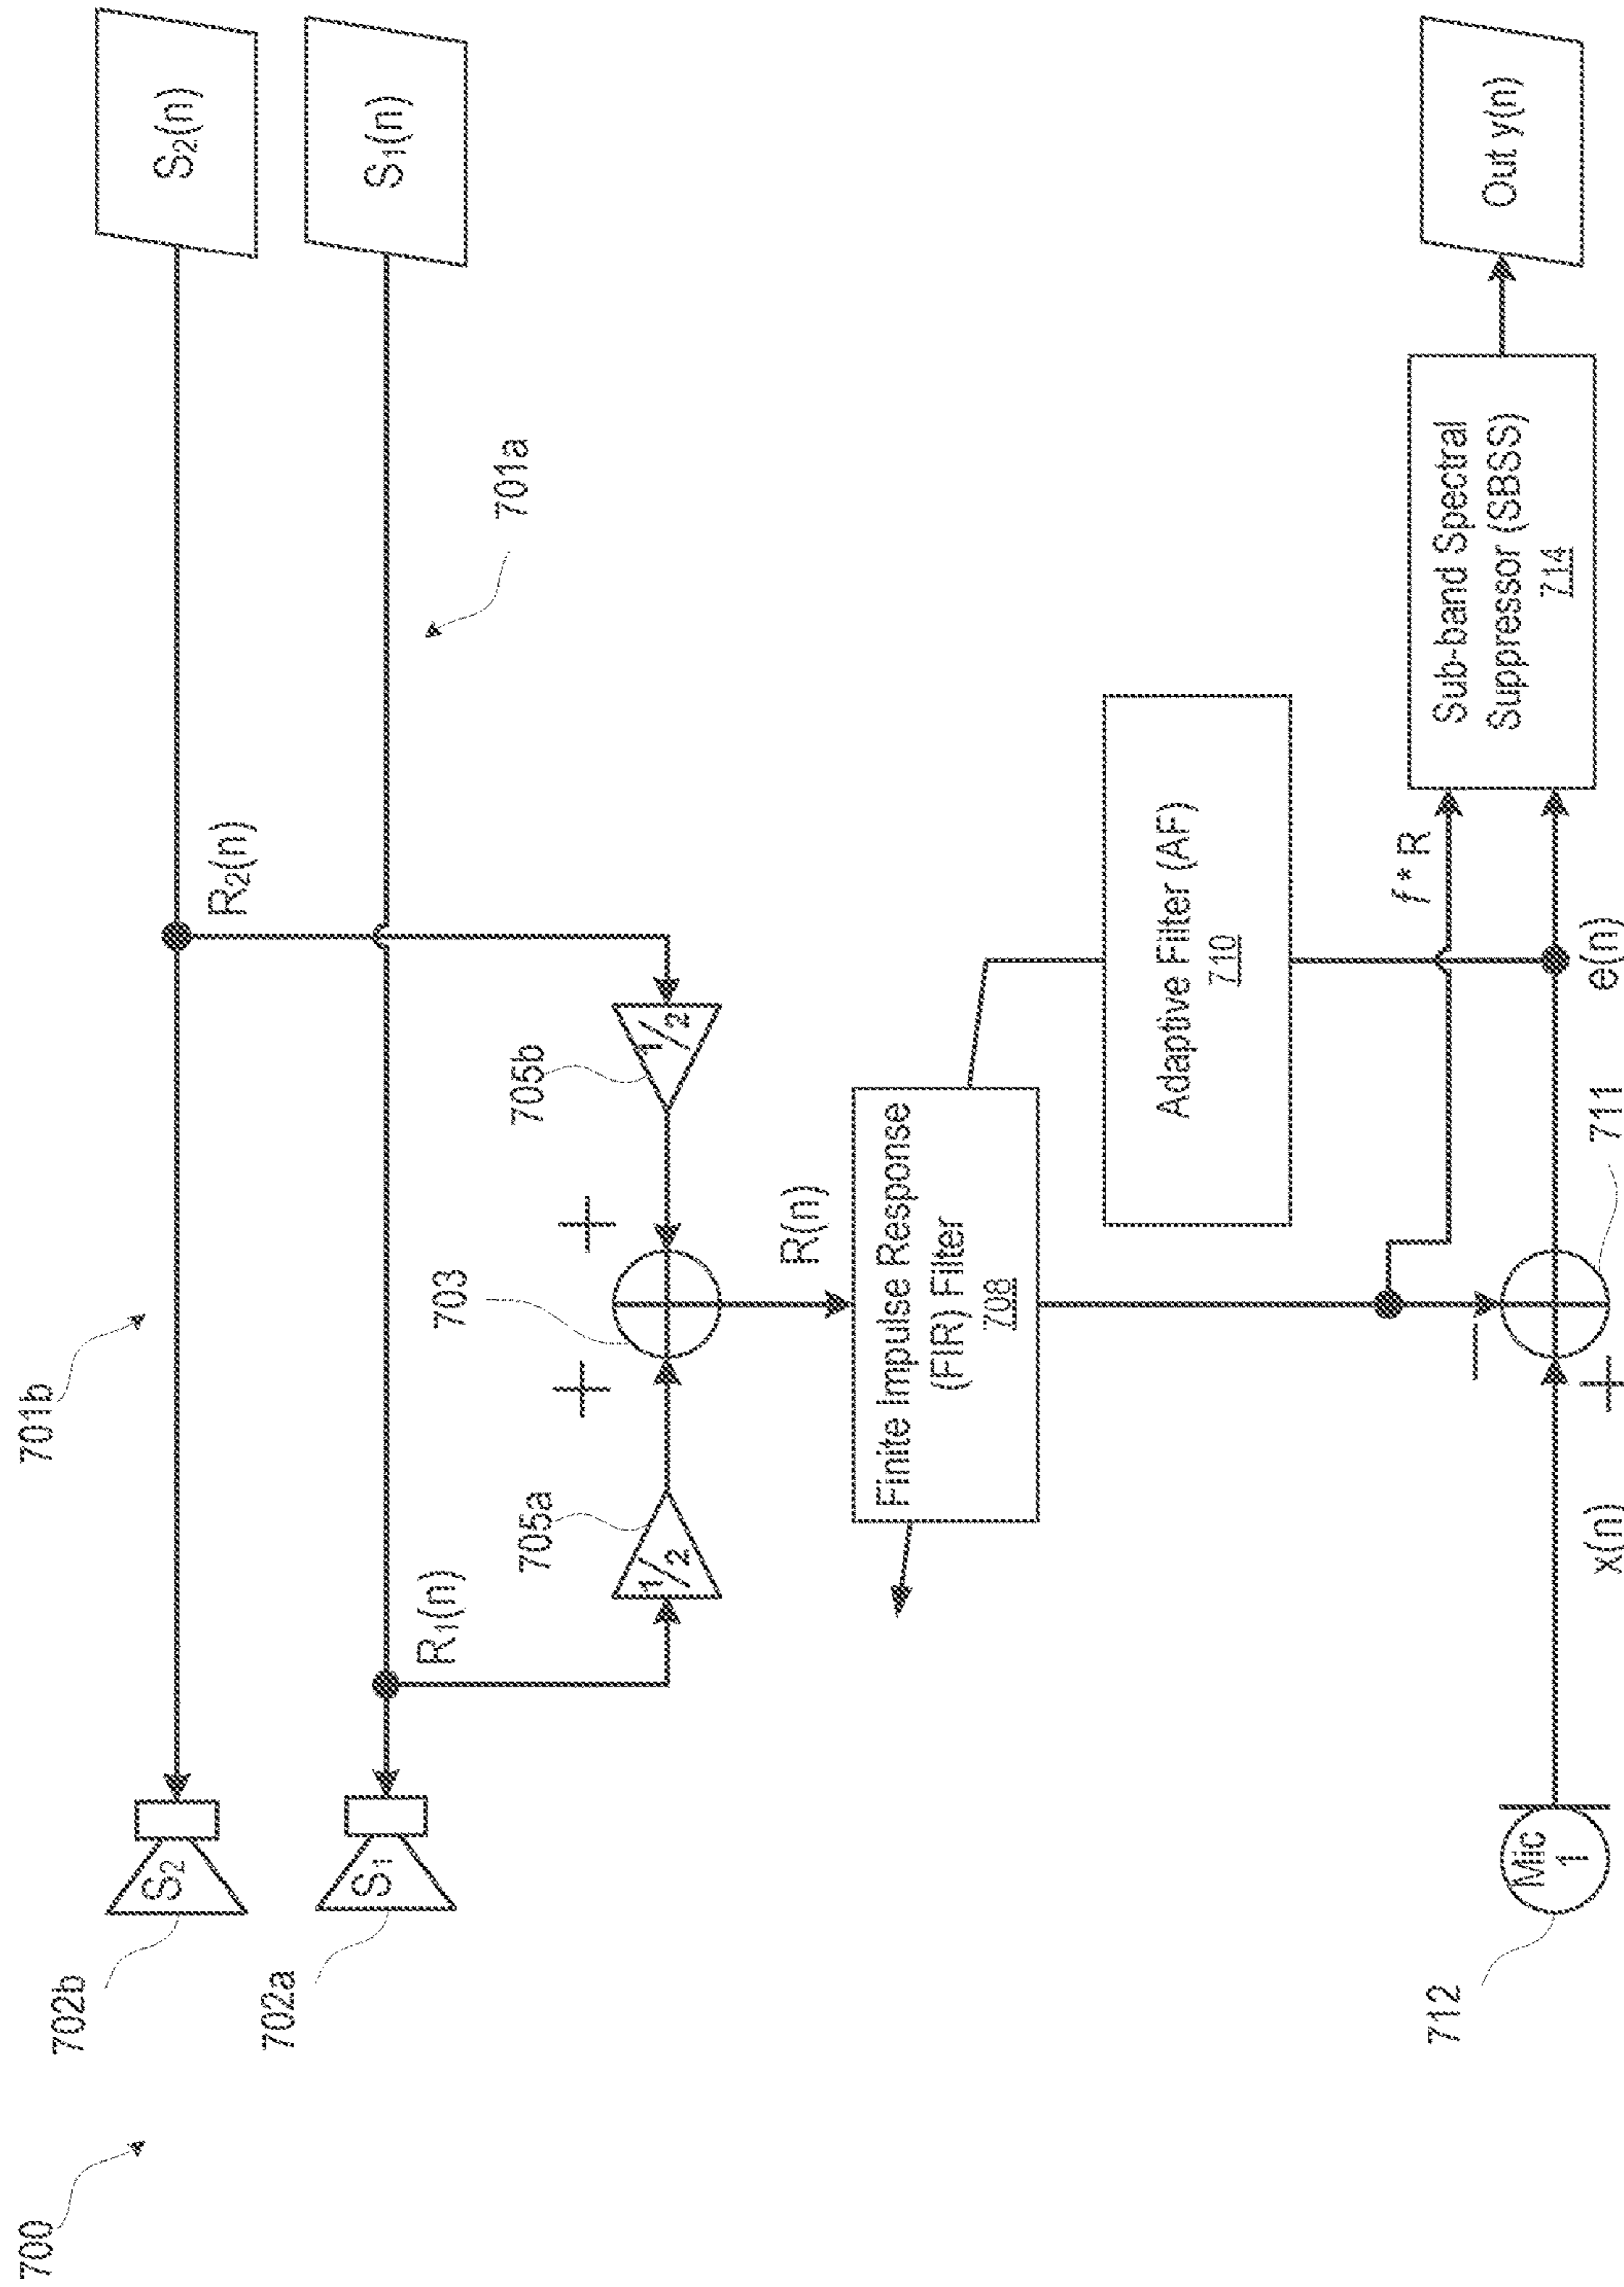 700
701b
702b
S₂
S₂(n)
R₂(n)
702a
S₁
S₁(n)
R₁(n)
701a
705a
1/2
+
703
+
705b
1/2
R(n)
Finite Impulse Response
(FIR) Filter
708
Adaptive Filter (AF)
710
f * R
Sub-band Spectral
Suppressor (SBSS)
714
Out y(n)
712
Mic
1
x(n)
+
−
711
e(n)